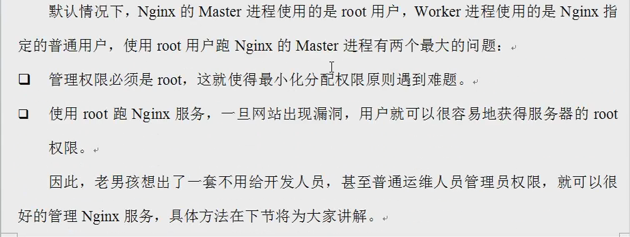 默认情况下，Nginx 的 Master 进程使用的是 root 用户，Worker 进程使用的是 Nginx 指
定的普通用户，使用 root 用户跑 Nginx 的 Master 进程有两个最大的问题：
管理权限必须是 root，这就使得最小化分配权限原则遇到难题。
使用 root 跑 Nginx 服务，一旦网站出现漏洞，用户就可以很容易地获得服务器的 root
权限。
因此，老男孩想出了一套不用给开发人员，甚至普通运维人员管理员权限，就可以很
好的管理 Nginx 服务，具体方法在下节将为大家讲解。